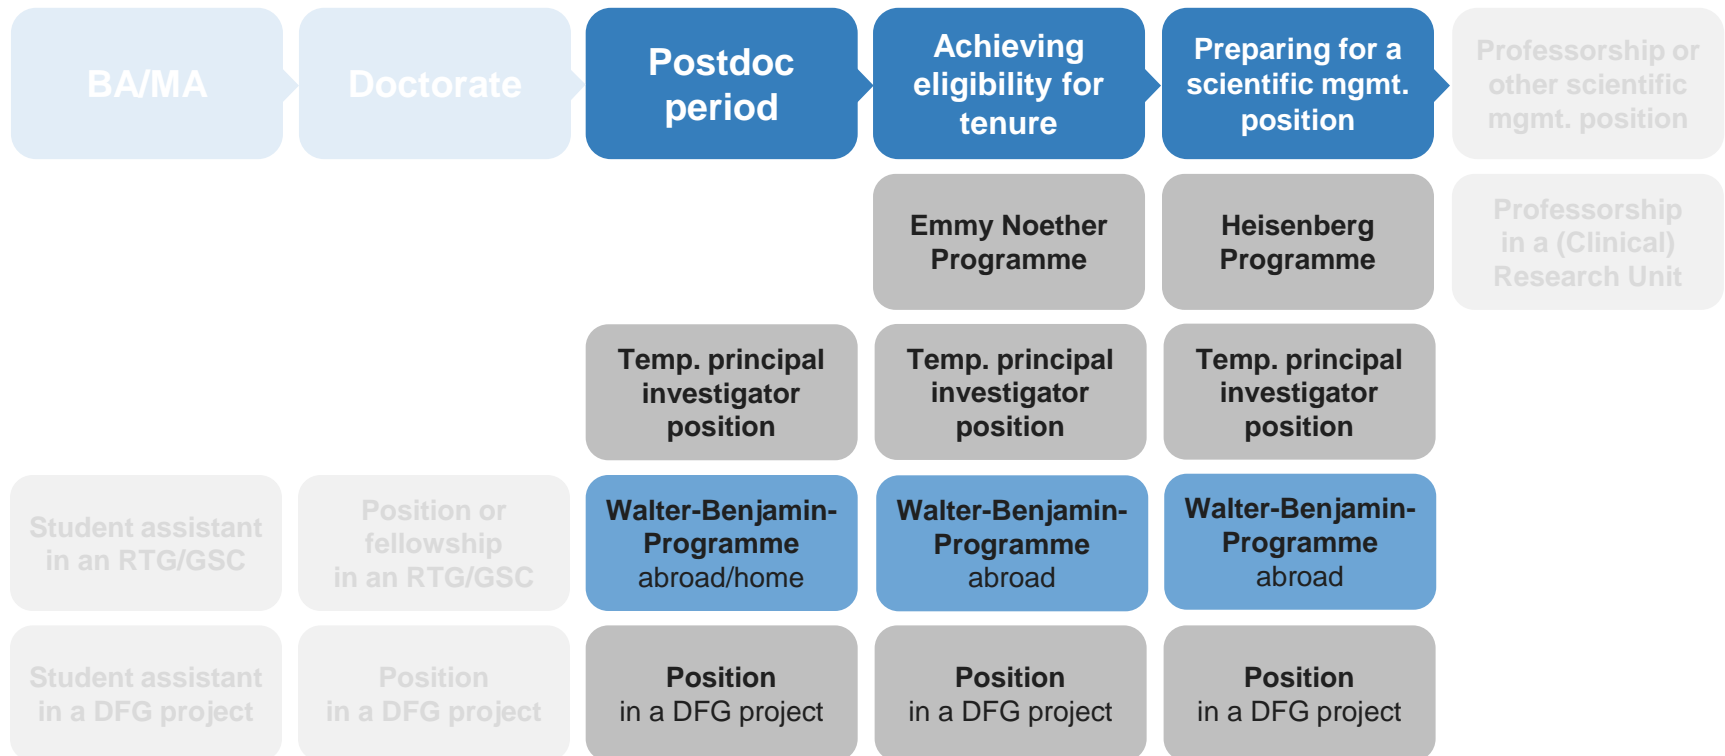 BA/MA
Doctorate
Postdoc
period
Achieving
eligibility for
tenure
Preparing for a
scientific mgmt.
position
Professorship or
other scientific
mgmt. position
Emmy Noether
Programme
Heisenberg
Programme
Professorship
in a (Clinical)
Research Unit
Temp. principal
investigator
position
Temp. principal
investigator
position
Temp. principal
investigator
position
Student assistant
in an RTG/GSC
Position or
fellowship
in an RTG/GSC
Walter-Benjamin-
Programme
abroad/home
Walter-Benjamin-
Programme
abroad
Walter-Benjamin-
Programme
abroad
Student assistant
in a DFG project
Position
in a DFG project
Position
in a DFG project
Position
in a DFG project
Position
in a DFG project